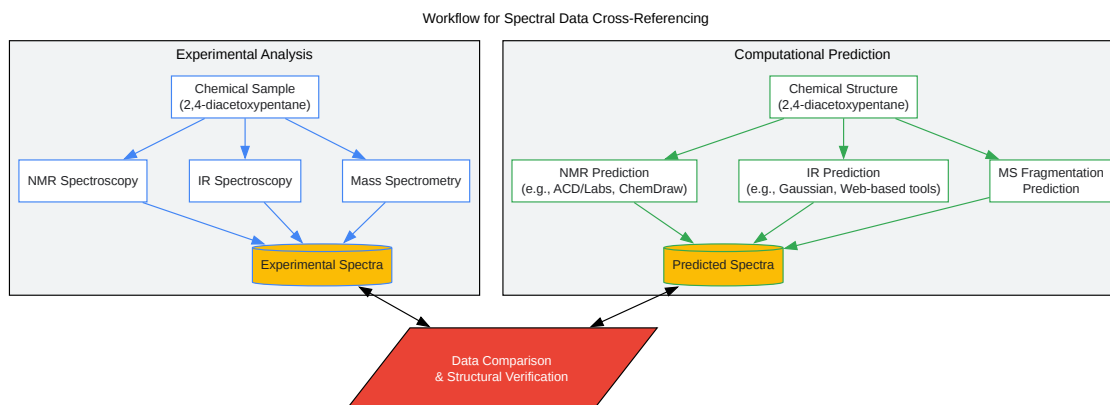 Workflow for Spectral Data Cross-Referencing
Experimental Analysis
Chemical Sample
(2,4-diacetoxypentane)
NMR Spectroscopy
IR Spectroscopy
Mass Spectrometry
Experimental Spectra
Computational Prediction
Chemical Structure
(2,4-diacetoxypentane)
NMR Prediction
(e.g., ACD/Labs, ChemDraw)
IR Prediction
(e.g., Gaussian, Web-based tools)
MS Fragmentation
Prediction
Predicted Spectra
Data Comparison
& Structural Verification